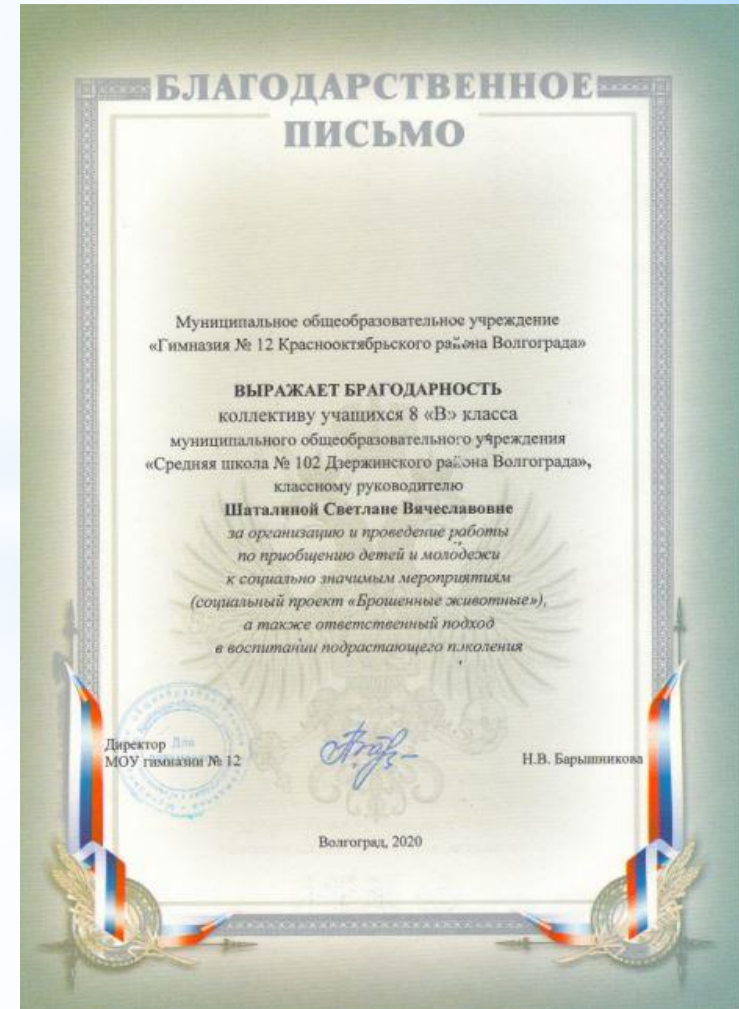 БЛАГОДАРСТВЕННОЕ
ПИСЬМО
Муниципальное общеобразовательное учреждение
«Гимназия № 12 Краснооктябрьского района Волгограда»
ВЫРАЖАЕТ БРАГОДАРНОСТЬ
коллективу учащихся 8 «В» класса
муниципального общеобразовательного учреждения
«Средняя школа № 102 Дзержинского района Волгограда»,
классному руководителю
Шаталиной Светлане Вячеславовне
за организацию и проведение работы
по приобщению детей и молодежи
к социально значимым мероприятиям
(социальный проект «Брошенные животные»),
а также ответственный подход
в воспитании подрастающего поколения
Директор
МОУ гимназии № 12
Н.В. Барышникова
Для
Волгоград, 2020